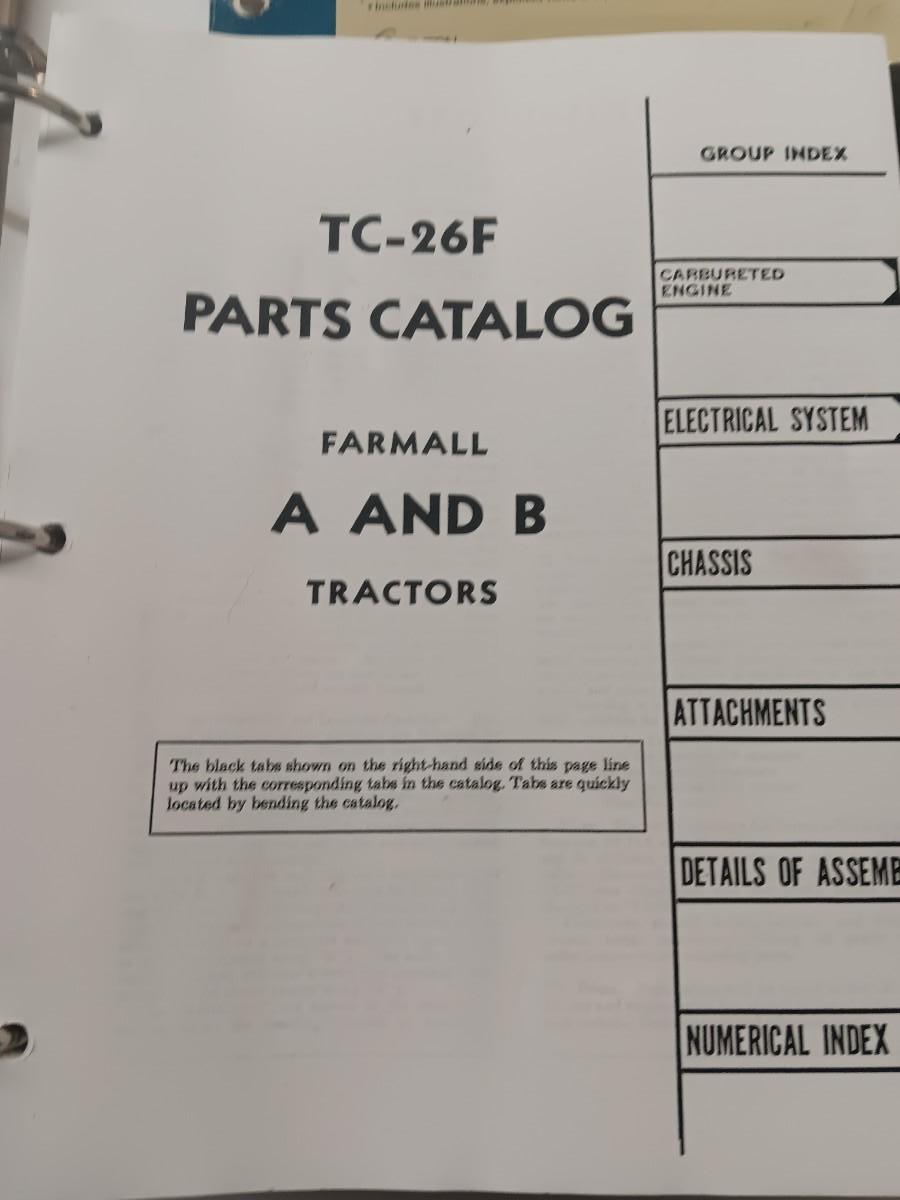 Includes illustrations,
TC-26F
PARTS CATALOG
FARMALL
A AND B
TRACTORS
The black tabs shown on the right-hand side of this page line
up with the corresponding tabs in the catalog. Tabs are quickly
located by bending the catalog.
GROUP INDEX
CARBURETED
ENGINE
ELECTRICAL SYSTEM
CHASSIS
ATTACHMENTS
DETAILS OF ASSEMB
NUMERICAL INDEX